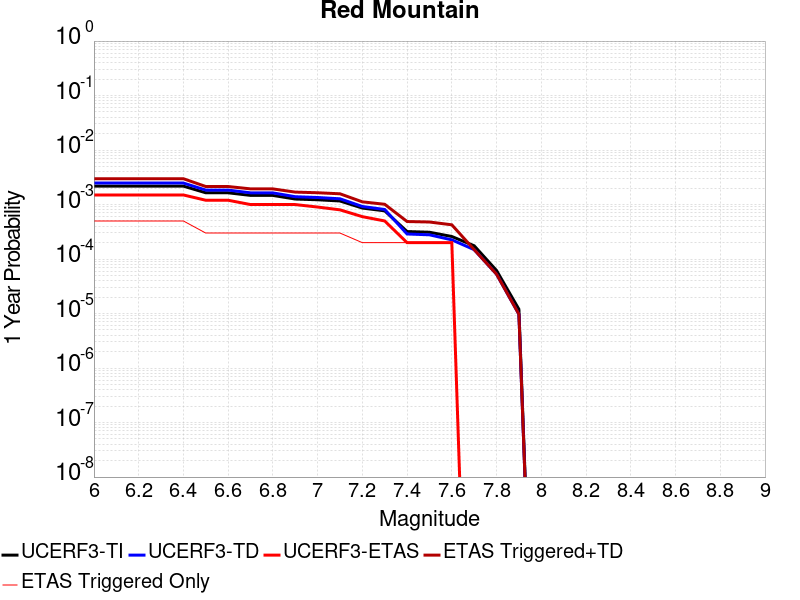 Red Mountain
1 Year Probability
10^0
10^-1
10^-2
10^-3
10^-4
10^-5
10^-6
10^-7
10^-8
6 6.2 6.4 6.6 6.8 7 7.2 7.4 7.6 7.8 8 8.2 8.4 8.6 8.8 9
Magnitude
UCERF3-TI UCERF3-TD UCERF3-ETAS ETAS Triggered+TD
ETAS Triggered Only